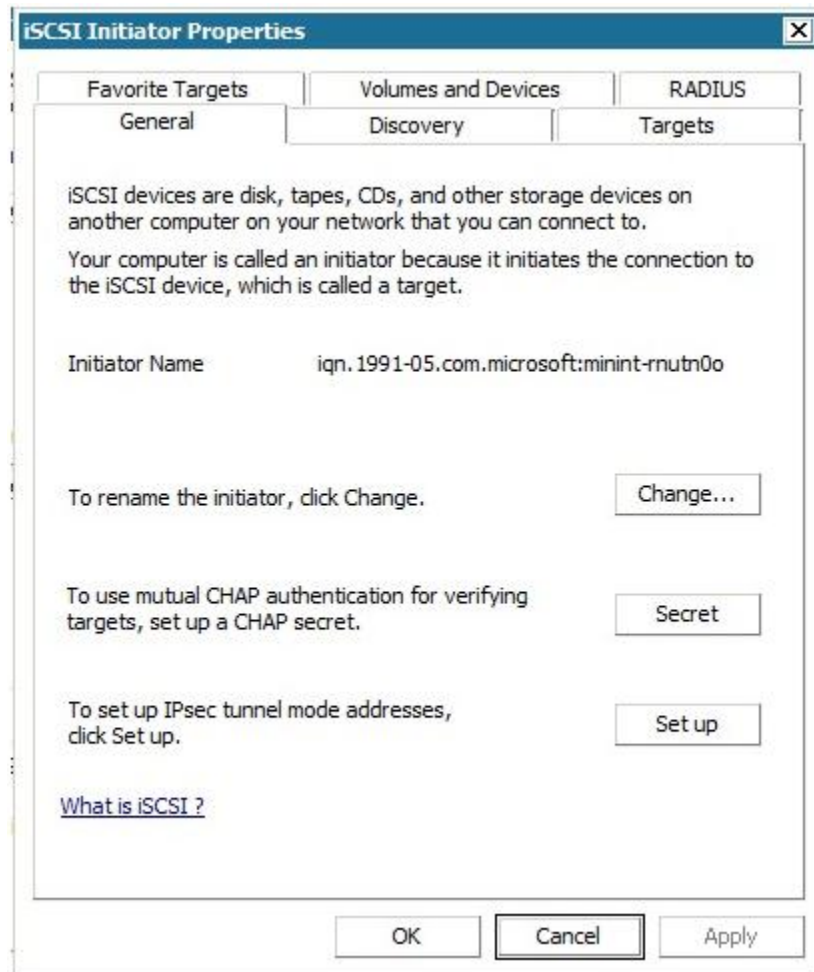 iSCSI Initiator Properties
Favorite Targets
Volumes and Devices
RADIUS
General
Discovery
Targets
iSCSI devices are disk, tapes, CDs, and other storage devices on
another computer on your network that you can connect to.
Your computer is called an initiator because it initiates the connection to
the iSCSI device, which is called a target.
Initiator Name iqn.1991-05.com.microsoft:minint-rnutn0o
To rename the initiator, click Change.
Change...
To use mutual CHAP authentication for verifying
targets, set up a CHAP secret.
Secret
To set up IPsec tunnel mode addresses,
click Set up.
Set up
What is iSCSI ?
OK
Cancel
Apply